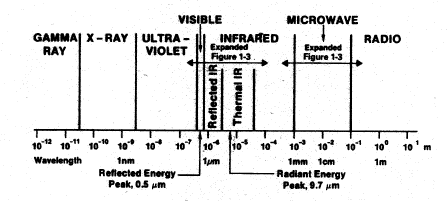 VISIBLE
MICROWAVE
GAMMA RAY
X – RAY
ULTRA - VIOLET
INFRARED
RADIO
Expanded Figure 1-3
Expanded Figure 1-3
Reflected IR
Thermal IR
10⁻¹² 10⁻¹¹ 10⁻¹⁰ 10⁻⁹ 10⁻⁸ 10⁻⁷ 10⁻⁶ 10⁻⁵ 10⁻⁴ 10⁻³ 10⁻² 10⁻¹ 10⁰ 10¹ m
Wavelength 1nm 1μm 1mm 1cm 1m
Reflected Energy Peak, 0.5 μm
Radiant Energy Peak, 9.7 μm